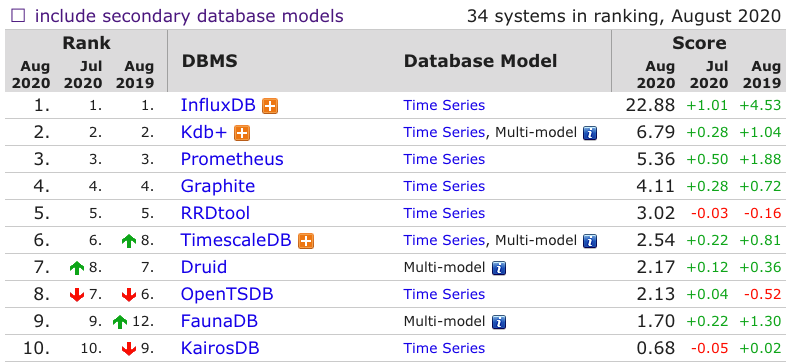 include secondary database models 34 systems in ranking, August 2020
Rank DBMS Database Model Score
Aug 2020 Jul 2020 Aug 2019 Aug 2020 Jul 2020 Aug 2019
1. 1. 1. InfluxDB Time Series 22.88 +1.01 +4.53
2. 2. 2. Kdb+ Time Series, Multi-model i 6.79 +0.28 +1.04
3. 3. 3. Prometheus Time Series 5.36 +0.50 +1.88
4. 4. 4. Graphite Time Series 4.11 +0.28 +0.72
5. 5. 5. RRDtool Time Series 3.02 -0.03 -0.16
6. 6. 8. TimescaleDB Time Series, Multi-model i 2.54 +0.22 +0.81
7. 8. 7. Druid Multi-model i 2.17 +0.12 +0.36
8. 7. 6. OpenTSDB Time Series 2.13 +0.04 -0.52
9. 9. 12. FaunaDB Multi-model i 1.70 +0.22 +1.30
10. 10. 9. KairosDB Time Series 0.68 -0.05 +0.02